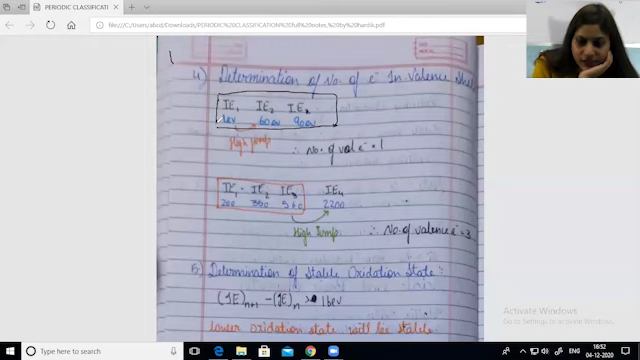 PERIODIC CLASSIFICATI
file:///C:/Users/abcd/Downloads/PERIODIC%20CLASSIFICATION%20full%20notes,%20by%20hardik.pdf
4) Determination of No. of e⁻ In Valence Shell
IE₁ IE₂ IE₃
60ev 90ev
High jump
∴ No. of val e⁻ = 1
IE₁ IE₂ IE₃ IE₄
200 350 2200
High Jump
∴ No. of valence e⁻ = 3
5) Determination of Stable Oxidation State:
(IE)ₙ₊₁ - (IE)ₙ > 16ev
lower oxidation state will be stable
Activate Windows
Go to Settings to activate Windows.
Type here to search
ENG
16:52
04-12-2020